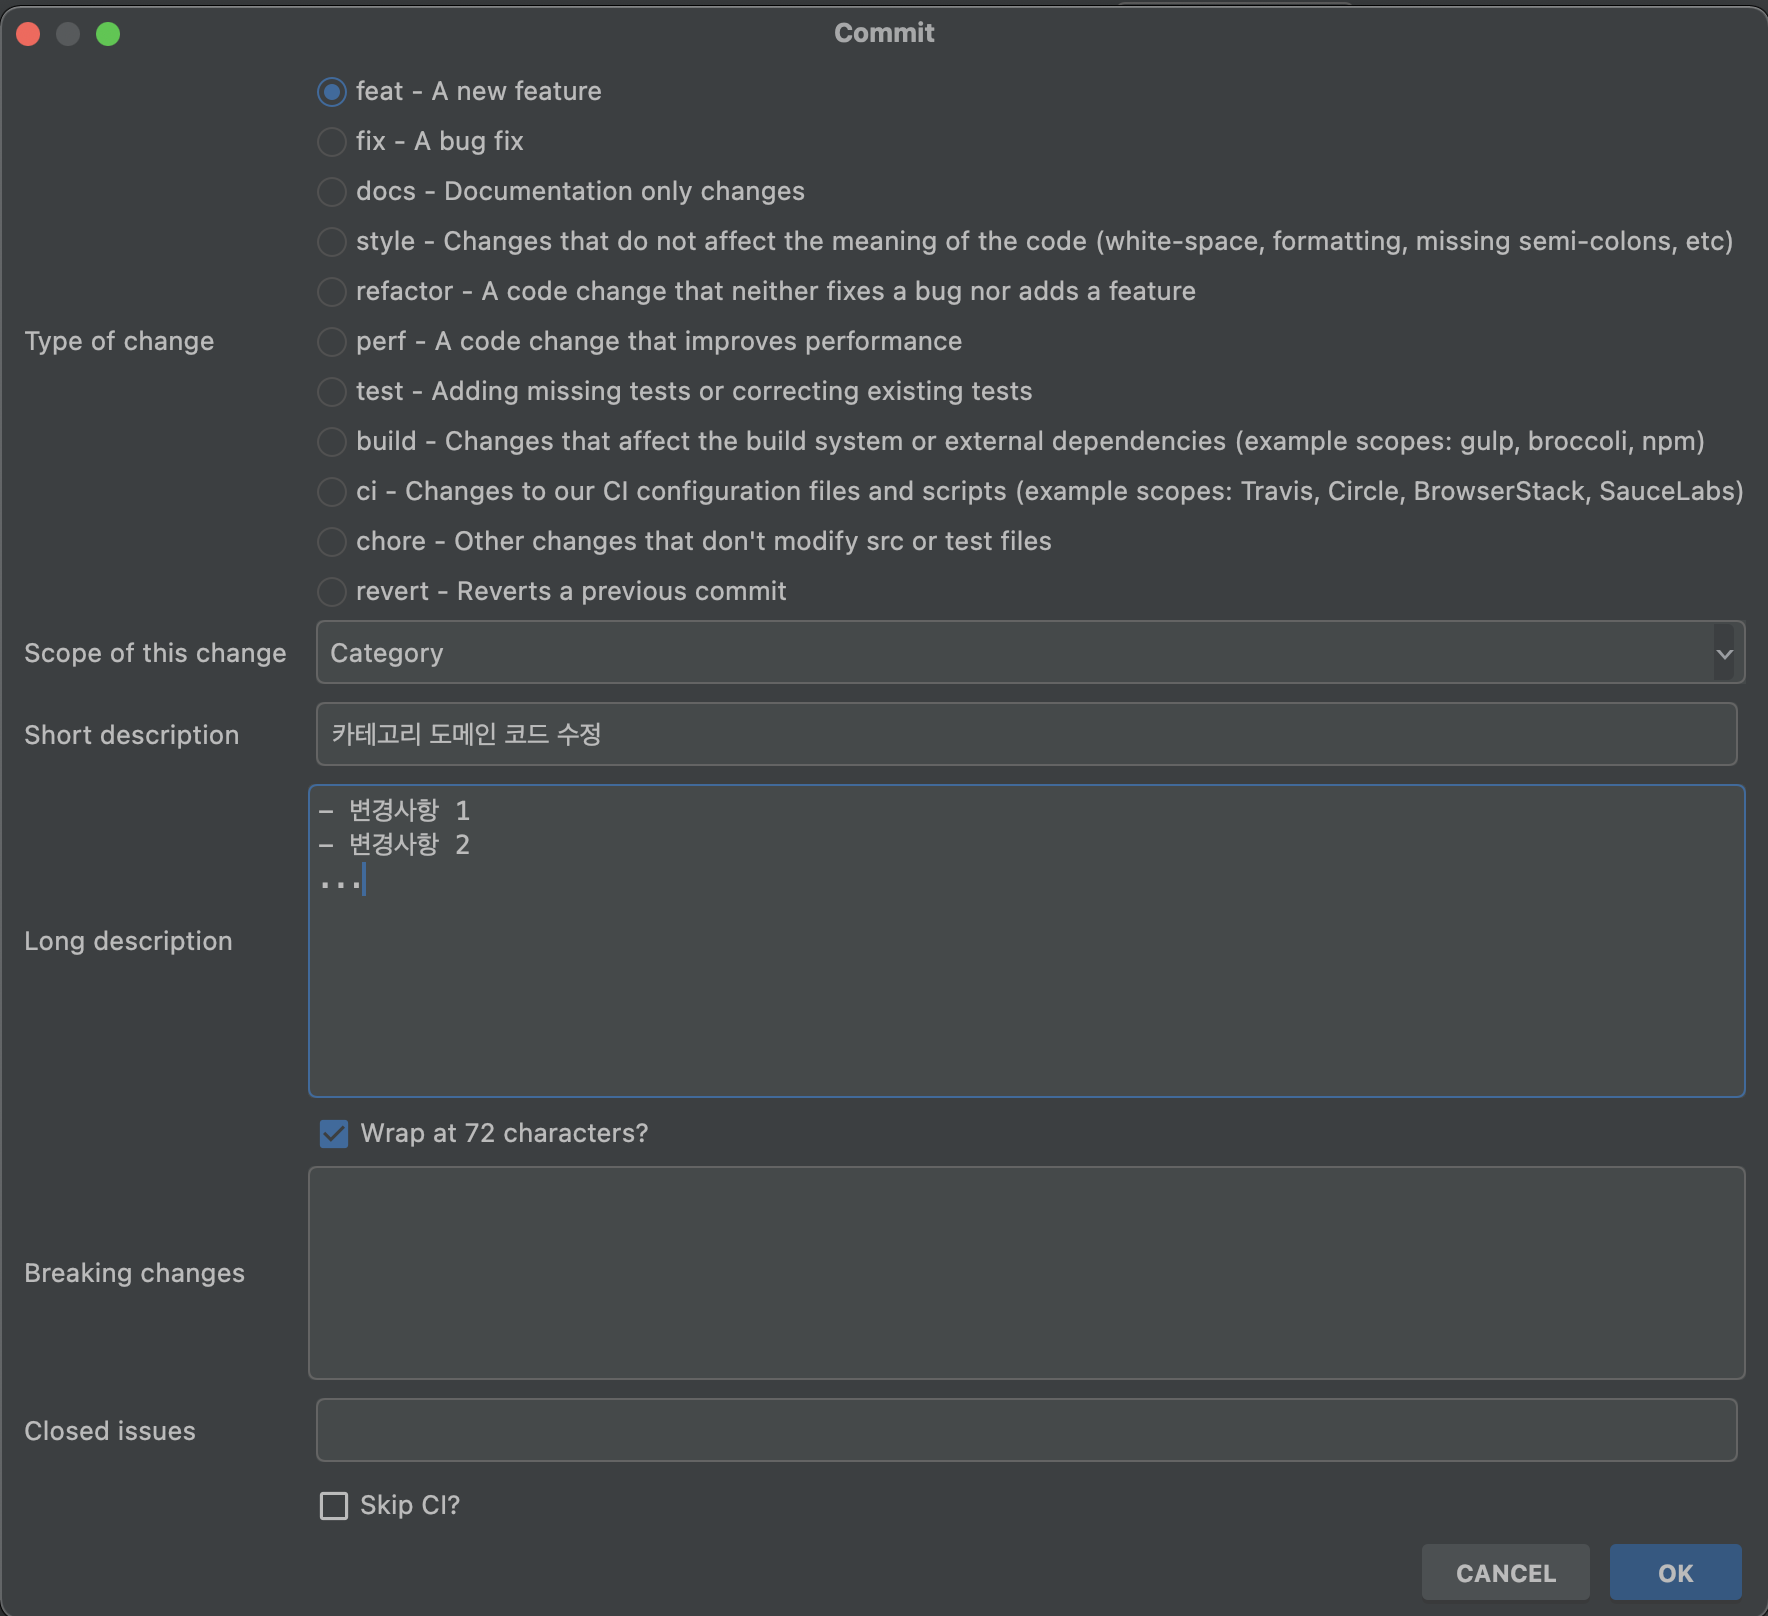 Commit
feat - A new feature
fix - A bug fix
docs - Documentation only changes
style - Changes that do not affect the meaning of the code (white-space, formatting, missing semi-colons, etc)
refactor - A code change that neither fixes a bug nor adds a feature
Type of change
perf - A code change that improves performance
test - Adding missing tests or correcting existing tests
build - Changes that affect the build system or external dependencies (example scopes: gulp, broccoli, npm)
ci - Changes to our CI configuration files and scripts (example scopes: Travis, Circle, BrowserStack, SauceLabs)
chore - Other changes that don't modify src or test files
revert - Reverts a previous commit
Scope of this change
Category
Short description
카테고리 도메인 코드 수정
Long description
- 변경사항 1
- 변경사항 2
...
Wrap at 72 characters?
Breaking changes
Closed issues
Skip CI?
CANCEL
OK